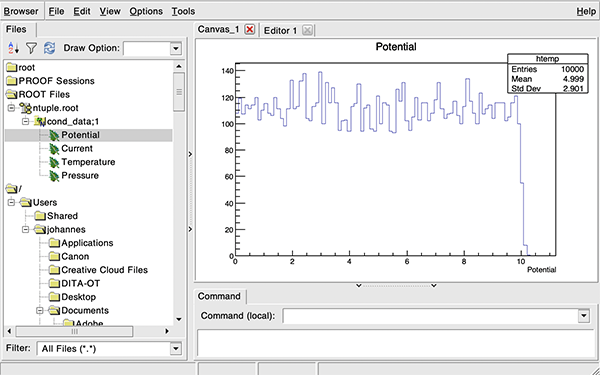 Browser File Edit View Options Tools Help
Files
Draw Option:
root
PROOF Sessions
ROOT Files
ntuple.root
cond_data;1
Potential
Current
Temperature
Pressure
/
Users
Shared
johannes
Applications
Canon
Creative Cloud Files
DITA-OT
Desktop
Documents
Adobe
Filter: All Files (*.*)
Canvas_1 Editor 1
Potential
htemp
Entries 10000
Mean 4.999
Std Dev 2.901
140
120
100
80
60
40
20
0
0 2 4 6 8 10
Potential
Command
Command (local):